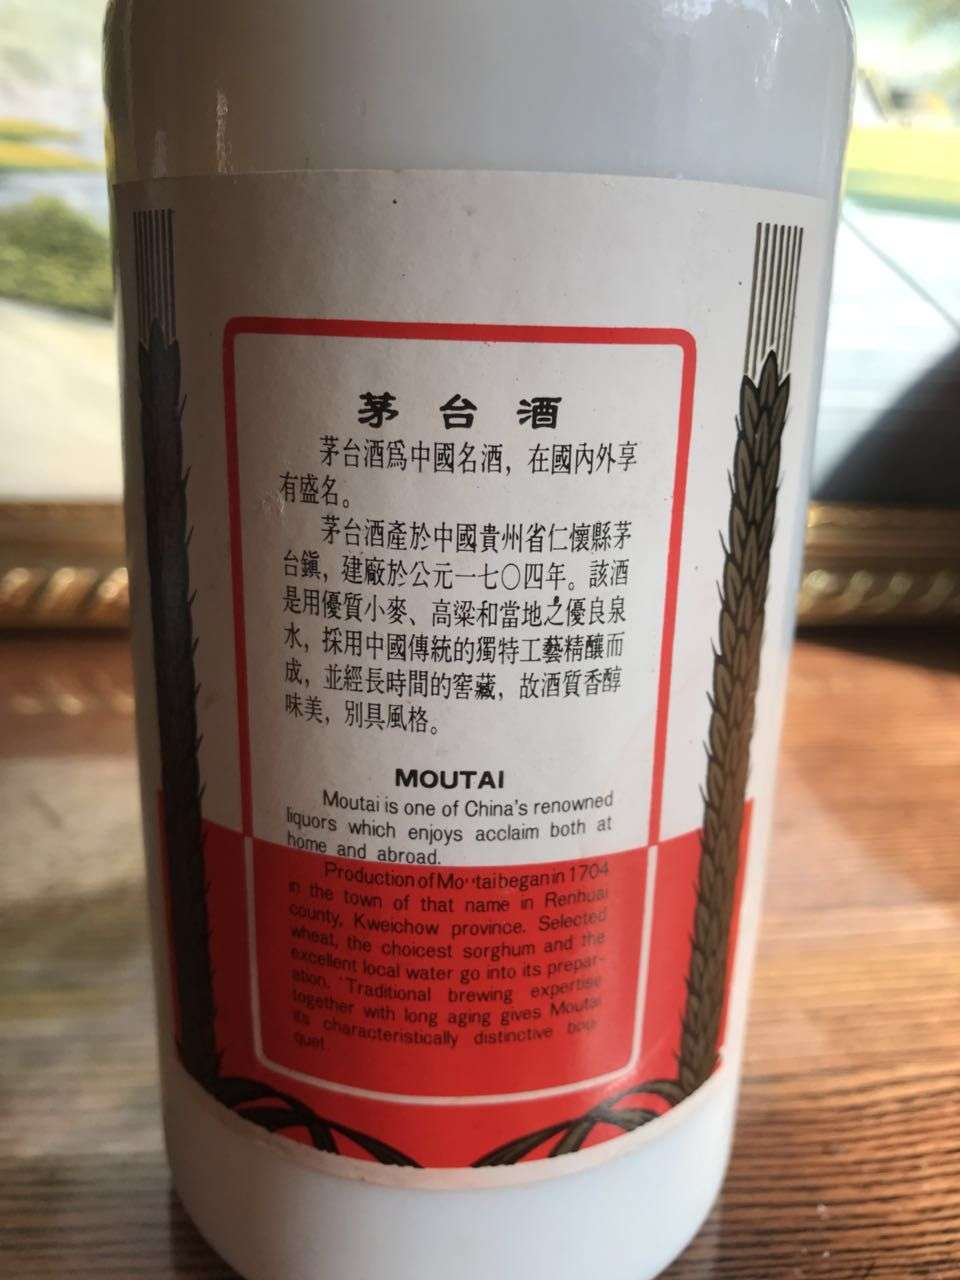 茅台酒
茅台酒爲中國名酒，在國內外享
有盛名。
茅台酒產於中國貴州省仁懷縣茅
台鎭，建廠於公元一七〇四年。該酒
是用優質小麥、高粱和當地之優良泉
水，採用中國傳統的獨特工藝精釀而
成，並經長時間的窖藏，故酒質香醇
味美，別具風格。
MOUTAI
Moutai is one of China's renowned
liquors which enjoys acclaim both at
home and abroad.
Production of Moutai began in 1704
in the town of that name in Renhuai
county, Kweichow province. Selected
wheat, the choicest sorghum and the
excellent local water go into its prepar-
ation. Traditional brewing expertise
together with long aging gives Moutai
its characteristically distinctive bou-
quet.